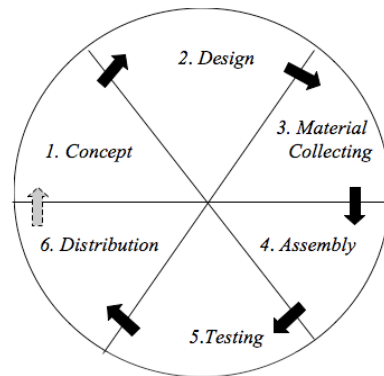 1. Concept
2. Design
3. Material
Collecting
4. Assembly
5.Testing
6. Distribution